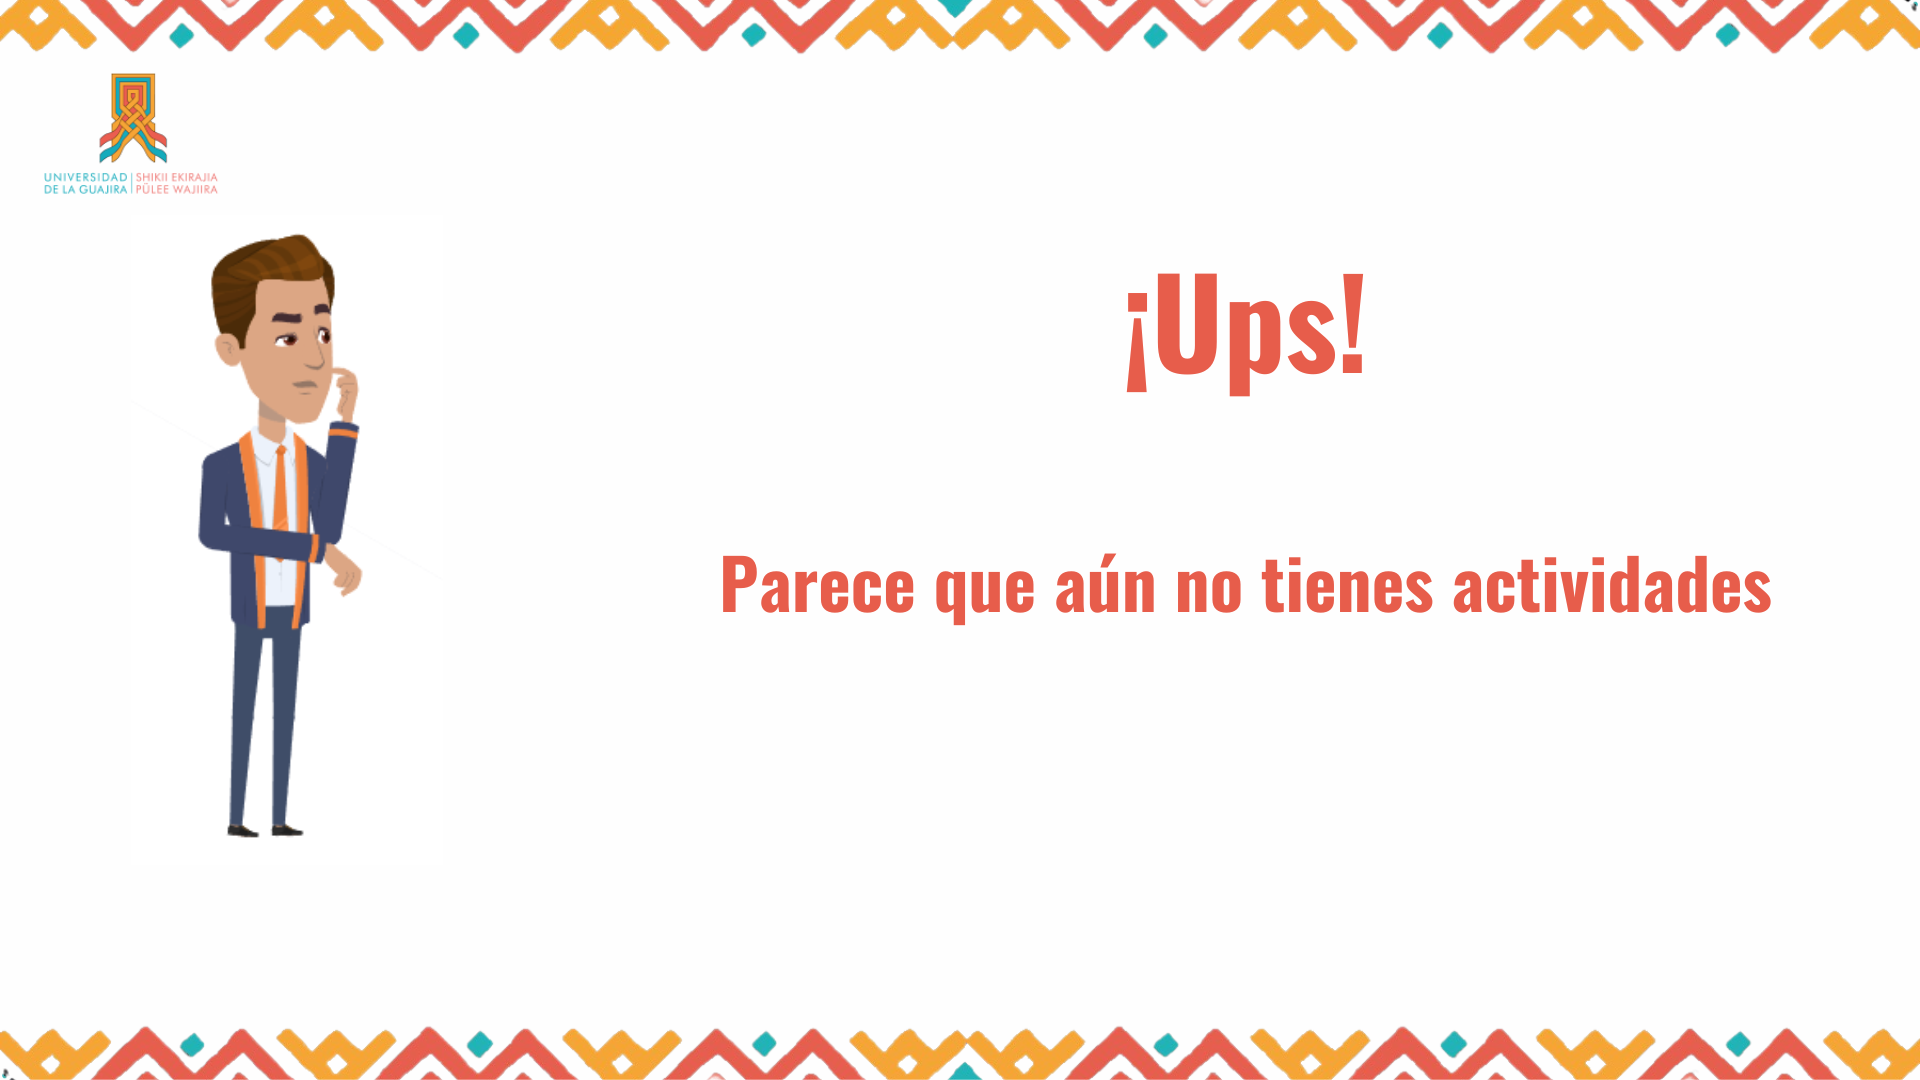 UNIVERSIDAD | SHIKII EKIRAJIA
DE LA GUAJIRA | PÜLEE WAJIIRA
¡Ups!
Parece que aún no tienes actividades